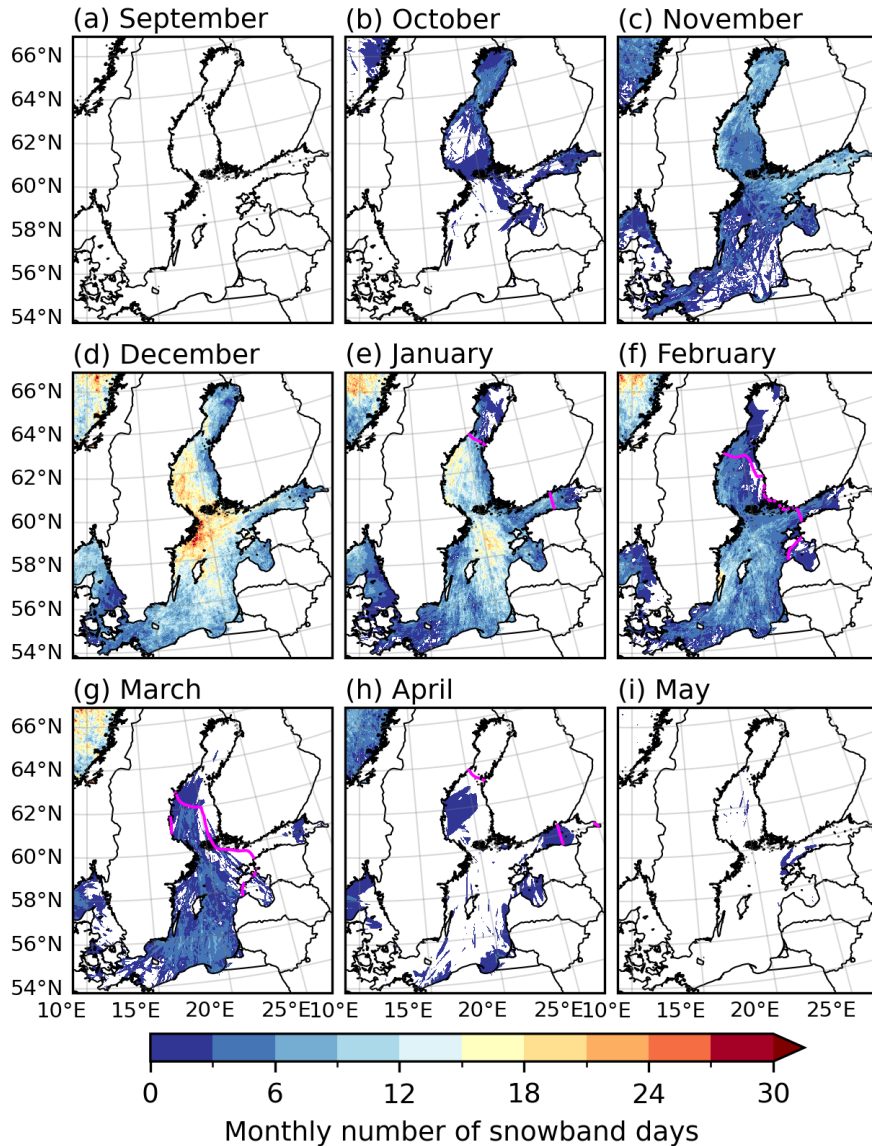 (a) September (b) October (c) November
66°N
64°N
62°N
60°N
58°N
56°N
54°N
(d) December (e) January (f) February
66°N
64°N
62°N
60°N
58°N
56°N
54°N
(g) March (h) April (i) May
66°N
64°N
62°N
60°N
58°N
56°N
54°N
10°E 15°E 20°E 25°E 10°E 15°E 20°E 25°E 10°E 15°E 20°E 25°E
0 6 12 18 24 30
Monthly number of snowband days